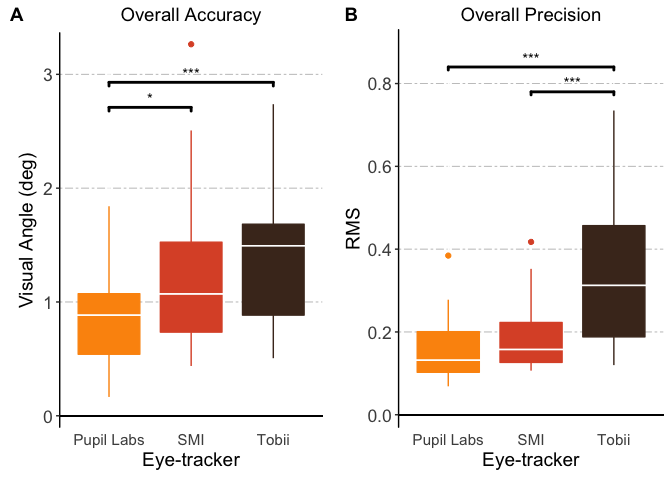 A
Overall Accuracy
Visual Angle (deg)
3
2
1
0
***
*
Pupil Labs
SMI
Tobii
Eye-tracker
B
Overall Precision
RMS
0.8
0.6
0.4
0.2
0.0
***
***
Pupil Labs
SMI
Tobii
Eye-tracker